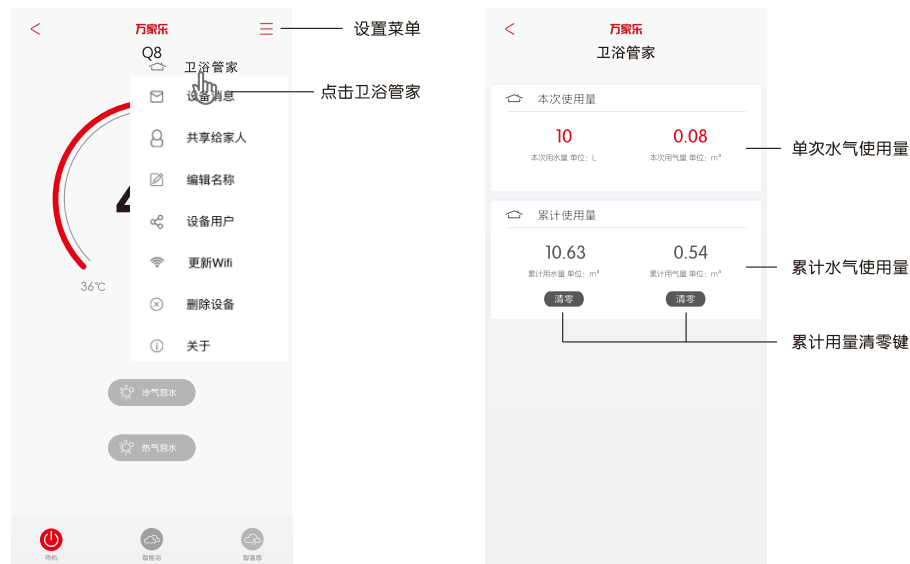 万家乐
Q8
设置菜单
卫浴管家
点击卫浴管家
设备消息
共享给家人
编辑名称
设备用户
更新Wifi
删除设备
关于
36℃
冷气泡水
热气泡水
停机
智能浴
智温感
万家乐
卫浴管家
本次使用量
10
0.08
本次用水量 单位：L
本次用气量 单位：m³
单次水气使用量
累计使用量
10.63
0.54
累计用水量 单位：m³
累计用气量 单位：m³
清零
清零
累计水气使用量
累计用量清零键